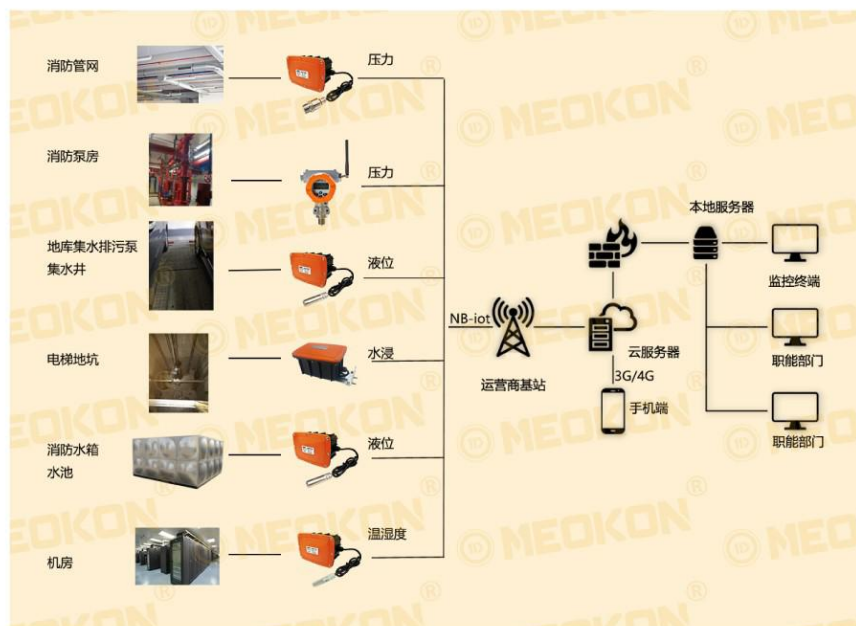 消防管网
压力
消防泵房
压力
地库集水排污泵
集水井
液位
电梯地坑
水浸
消防水箱
水池
液位
机房
温湿度
NB-iot
运营商基站
云服务器
3G/4G
手机端
本地服务器
监控终端
职能部门
职能部门
MEOKON®